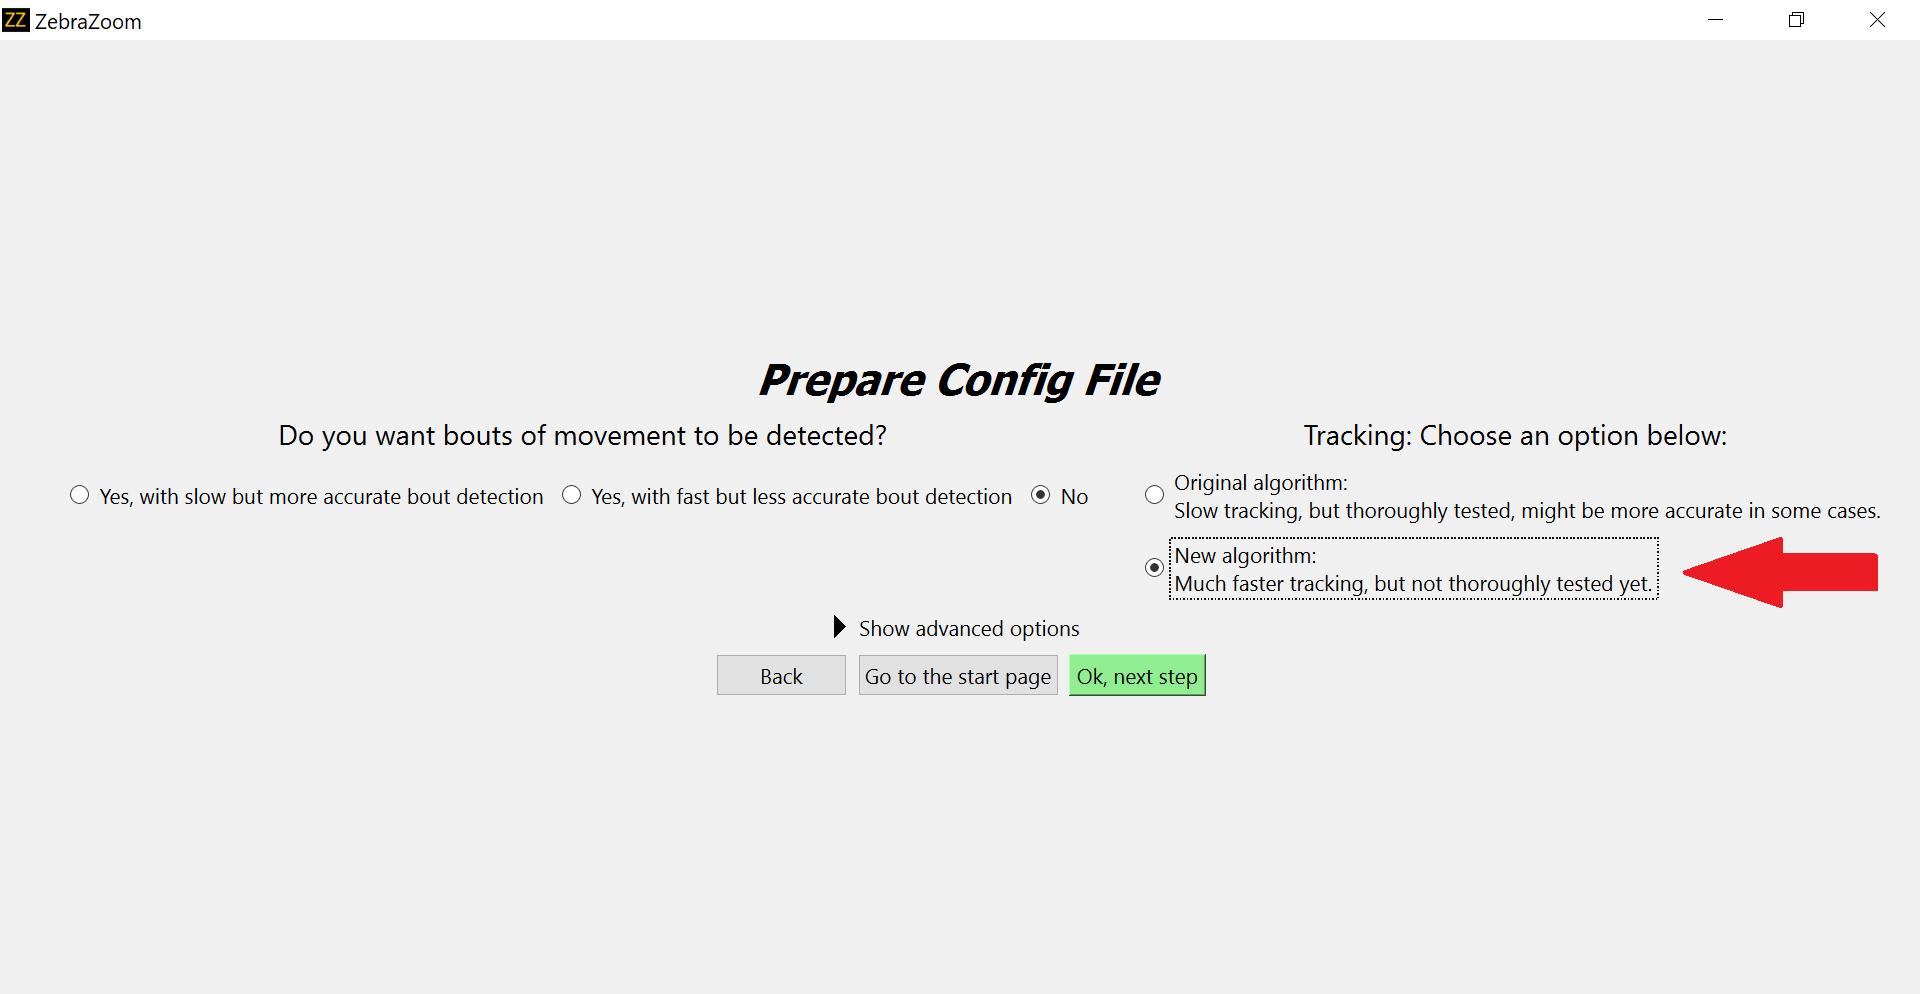 ZZ ZebraZoom
Prepare Config File
Do you want bouts of movement to be detected?
Yes, with slow but more accurate bout detection
Yes, with fast but less accurate bout detection
No
Tracking: Choose an option below:
Original algorithm:
Slow tracking, but thoroughly tested, might be more accurate in some cases.
New algorithm:
Much faster tracking, but not thoroughly tested yet.
Show advanced options
Back
Go to the start page
Ok, next step